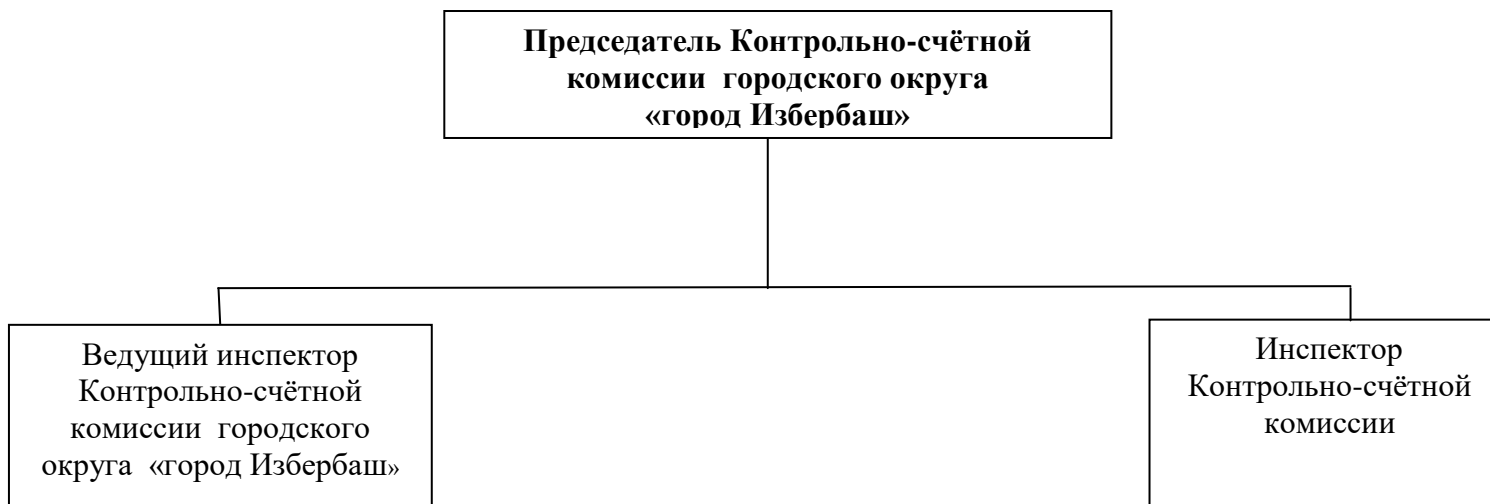 Председатель Контрольно-счётной
комиссии городского округа
«город Избербаш»
Ведущий инспектор
Контрольно-счётной
комиссии городского
округа «город Избербаш»
Инспектор
Контрольно-счётной
комиссии